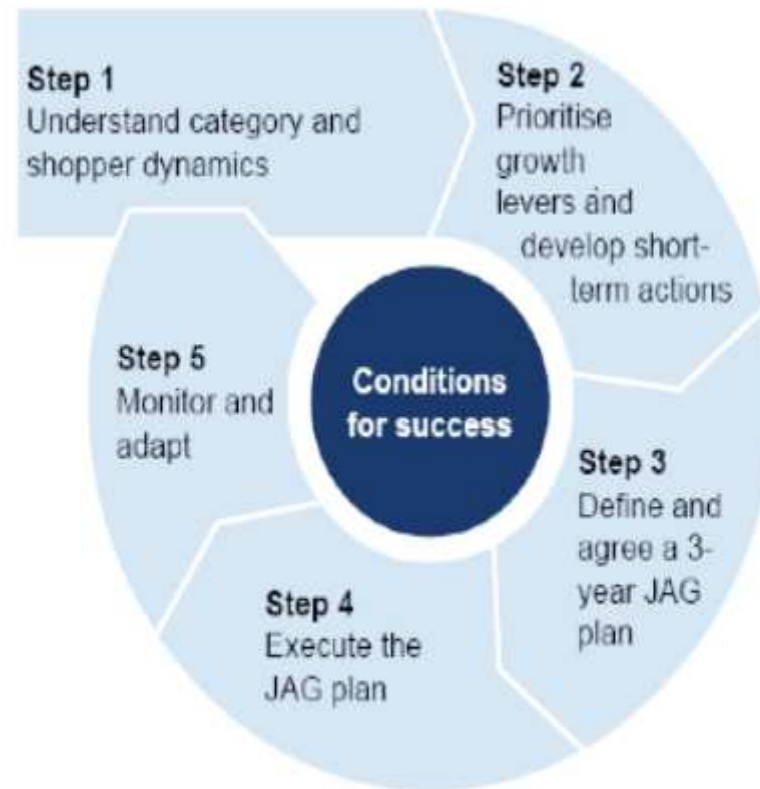 Step 1
Understand category and
shopper dynamics
Step 2
Prioritise
growth
levers and
develop short-
term actions
Step 3
Define and
agree a 3-
year JAG
plan
Step 4
Execute the
JAG plan
Step 5
Monitor and
adapt
Conditions
for success